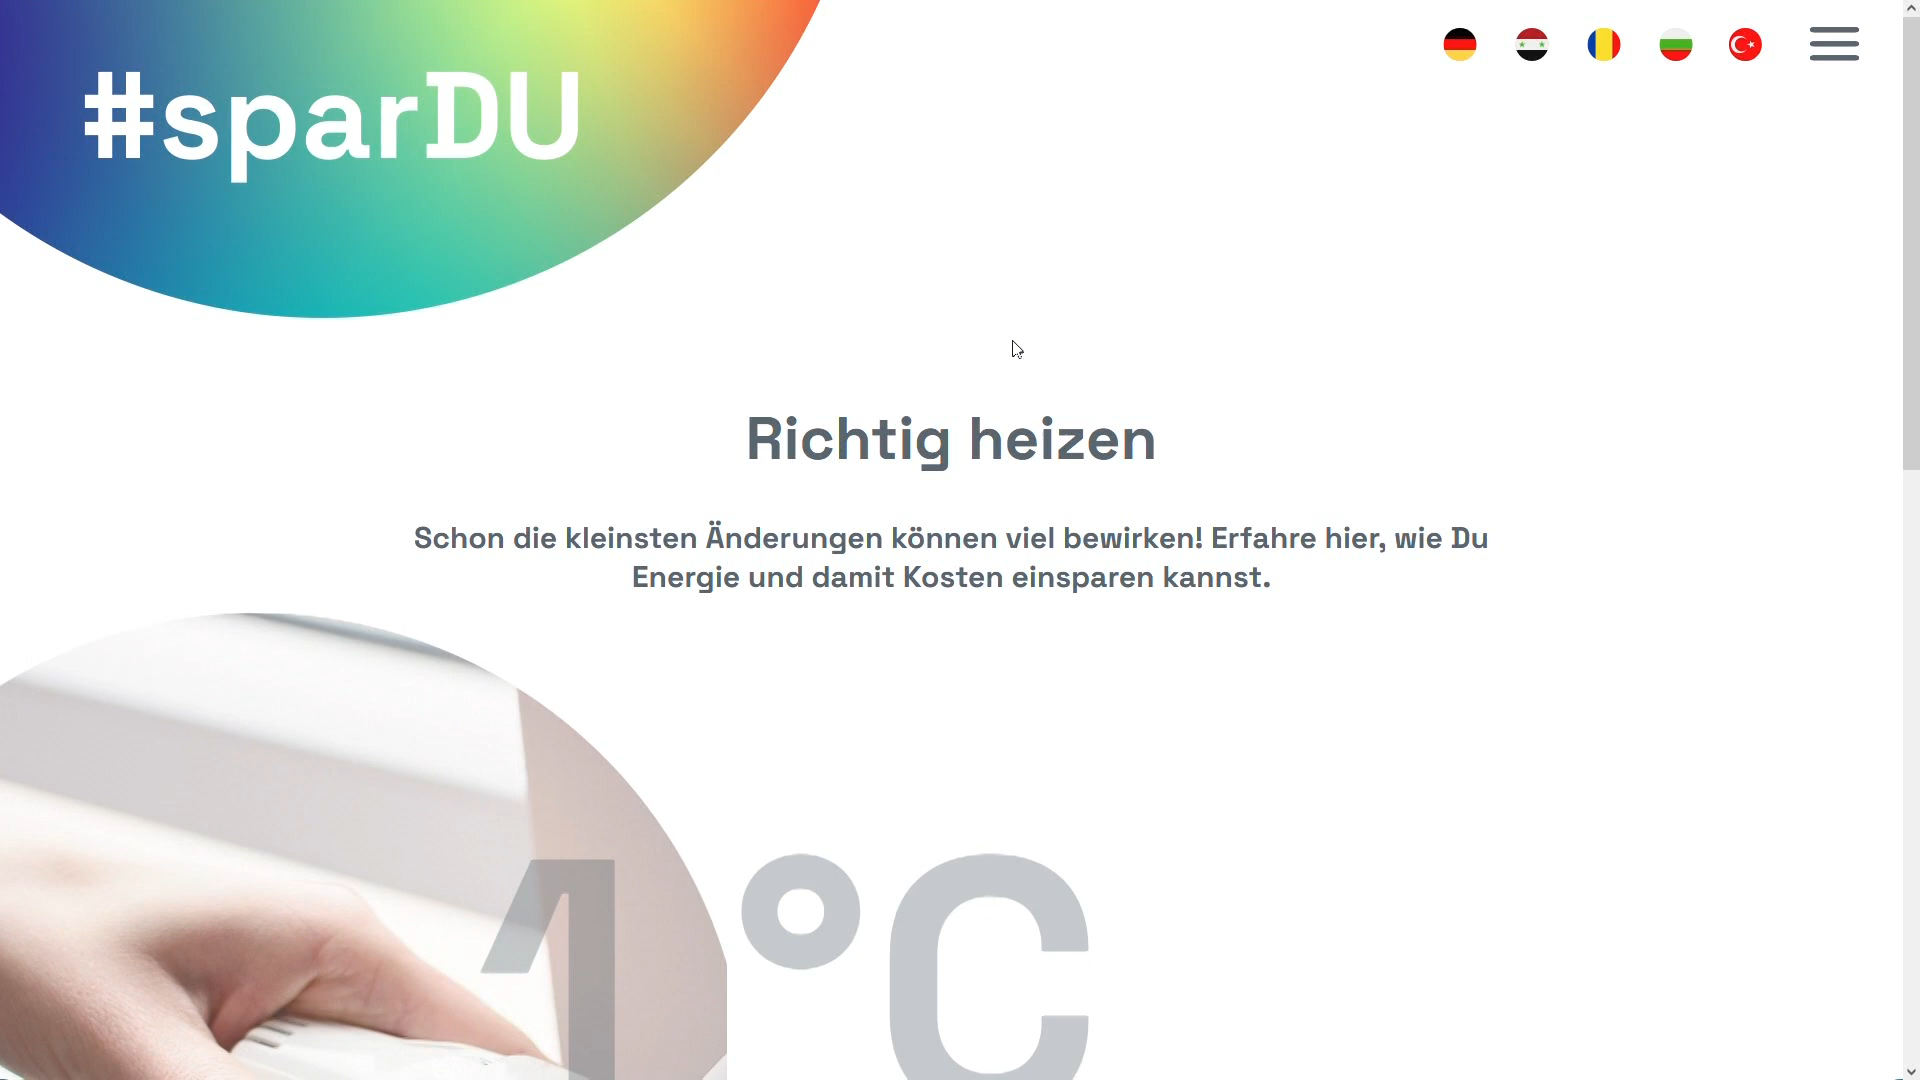 #sparDU
Richtig heizen
Schon die kleinsten Änderungen können viel bewirken! Erfahre hier, wie Du
Energie und damit Kosten einsparen kannst.
1 °C